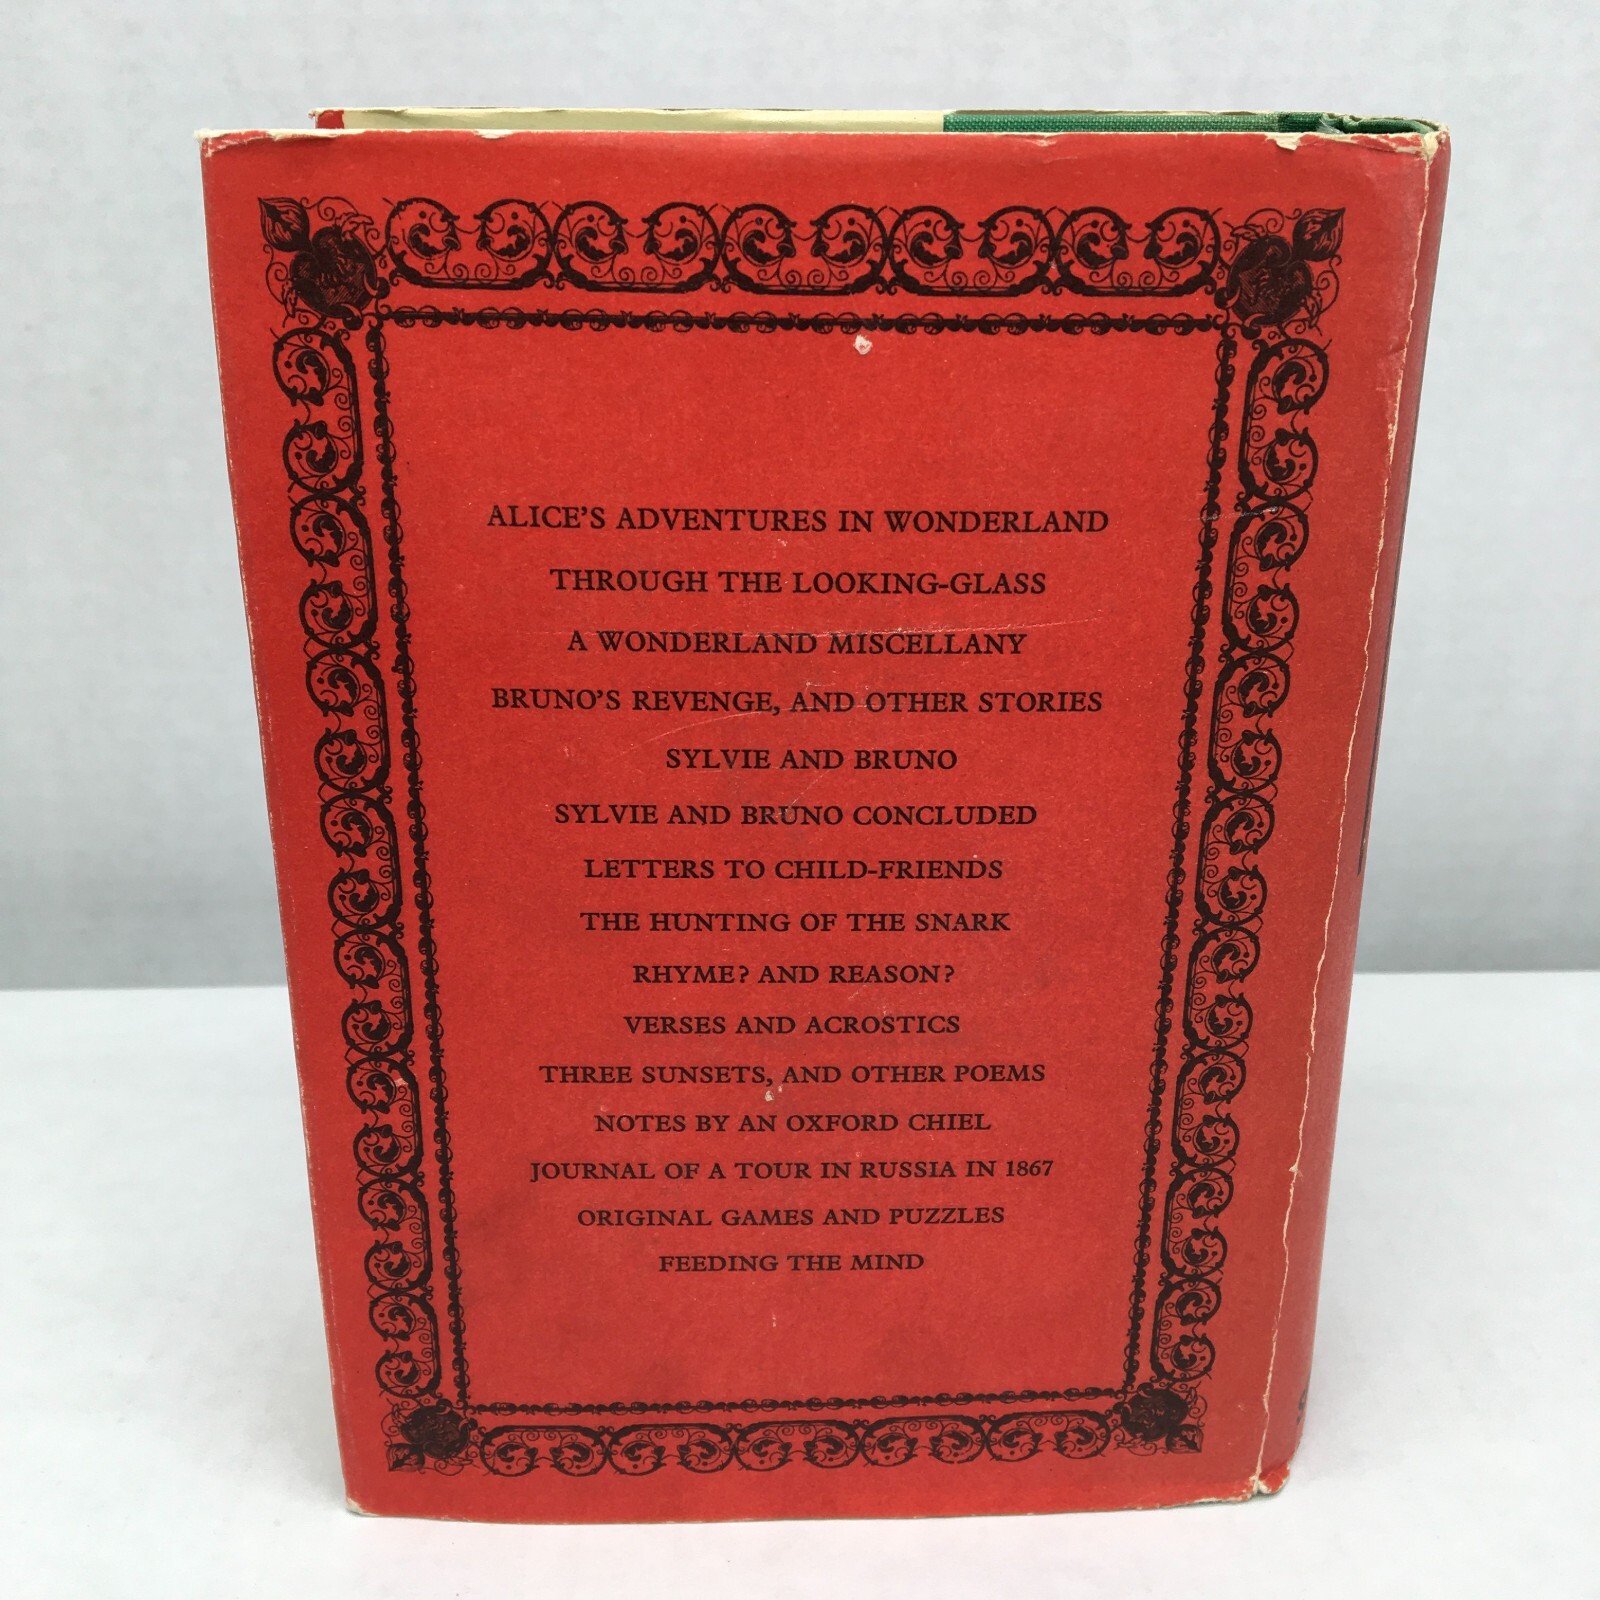 ALICE'S ADVENTURES IN WONDERLAND
THROUGH THE LOOKING-GLASS
A WONDERLAND MISCELLANY
BRUNO'S REVENGE, AND OTHER STORIES
SYLVIE AND BRUNO
SYLVIE AND BRUNO CONCLUDED
LETTERS TO CHILD-FRIENDS
THE HUNTING OF THE SNARK
RHYME? AND REASON?
VERSES AND ACROSTICS
THREE SUNSETS, AND OTHER POEMS
NOTES BY AN OXFORD CHIEL
JOURNAL OF A TOUR IN RUSSIA IN 1867
ORIGINAL GAMES AND PUZZLES
FEEDING THE MIND